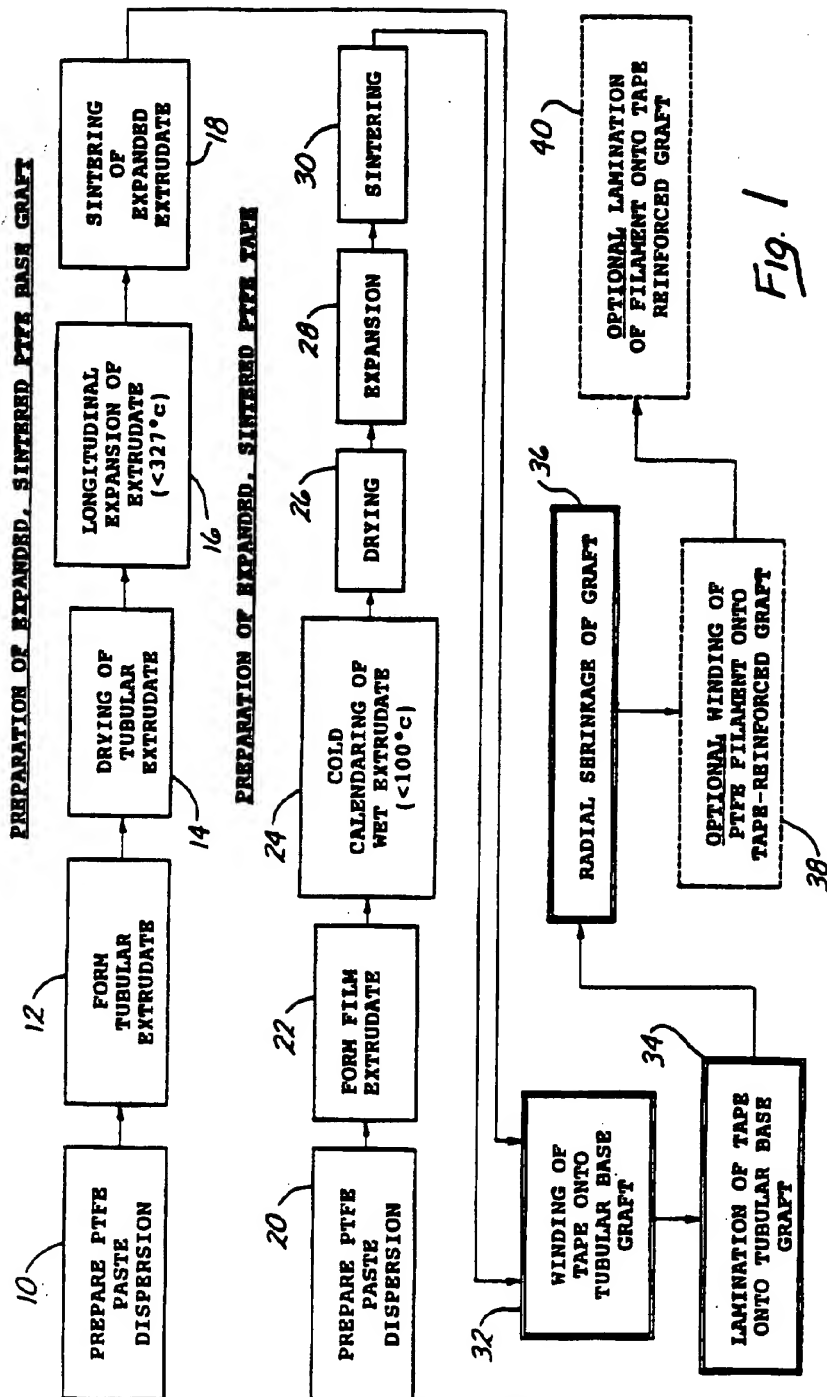 PREPARATION OF EXPANDED, SINTERED PTFE BASE GRAFT
10
PREPARE PTFE
PASTE
DISPERSION
12
FORM
TUBULAR
EXTRUDATE
DRYING OF
TUBULAR
EXTRUDATE
14
LONGITUDINAL
EXPANSION OF
EXTRUDATE
(<327°c)
16
SINTERING
OF
EXPANDED
EXTRUDATE
18
PREPARATION OF EXPANDED, SINTERED PTFE TAPE
20
PREPARE PTFE
PASTE
DISPERSION
22
FORM FILM
EXTRUDATE
24
COLD
CALENDARING OF
WET EXTRUDATE
(<100°c)
26
DRYING
28
EXPANSION
30
SINTERING
32
WINDING OF
TAPE ONTO
TUBULAR BASE
GRAFT
34
LAMINATION OF TAPE
ONTO TUBULAR BASE
GRAFT
36
RADIAL SHRINKAGE OF GRAFT
OPTIONAL WINDING OF
PTFE FILAMENT ONTO
TAPE-REINFORCED GRAFT
38
40
OPTIONAL LAMINATION
OF FILAMENT ONTO TAPE
REINFORCED GRAFT
Fig. 1